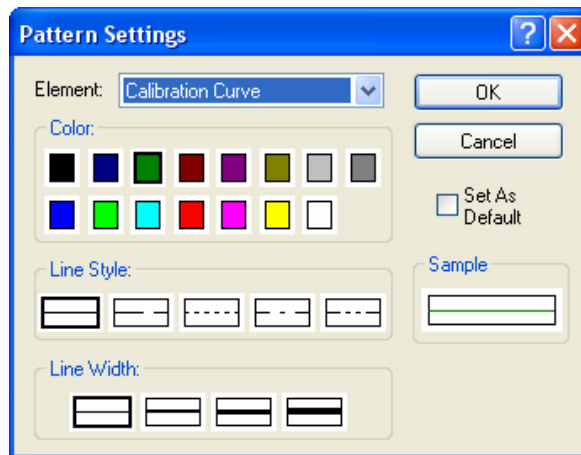 Pattern Settings
Element: Calibration Curve
OK
Color:
Cancel
Set As
Default
Line Style:
Sample
Line Width: